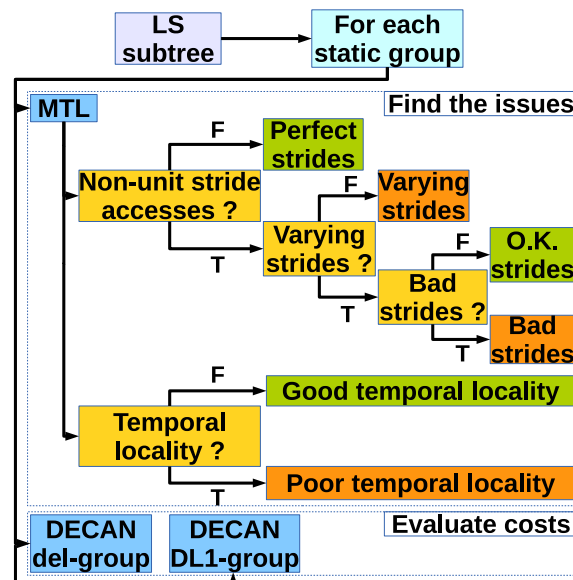 LS
subtree
For each
static group
MTL
Find the issues
F
Perfect
strides
Non-unit stride
accesses ?
F
Varying
strides
T
Varying
strides ?
F
O.K.
strides
Bad
strides ?
T
Bad
strides
T
F
Good temporal locality
Temporal
locality ?
Poor temporal locality
T
DECAN
del-group
DECAN
DL1-group
Evaluate costs